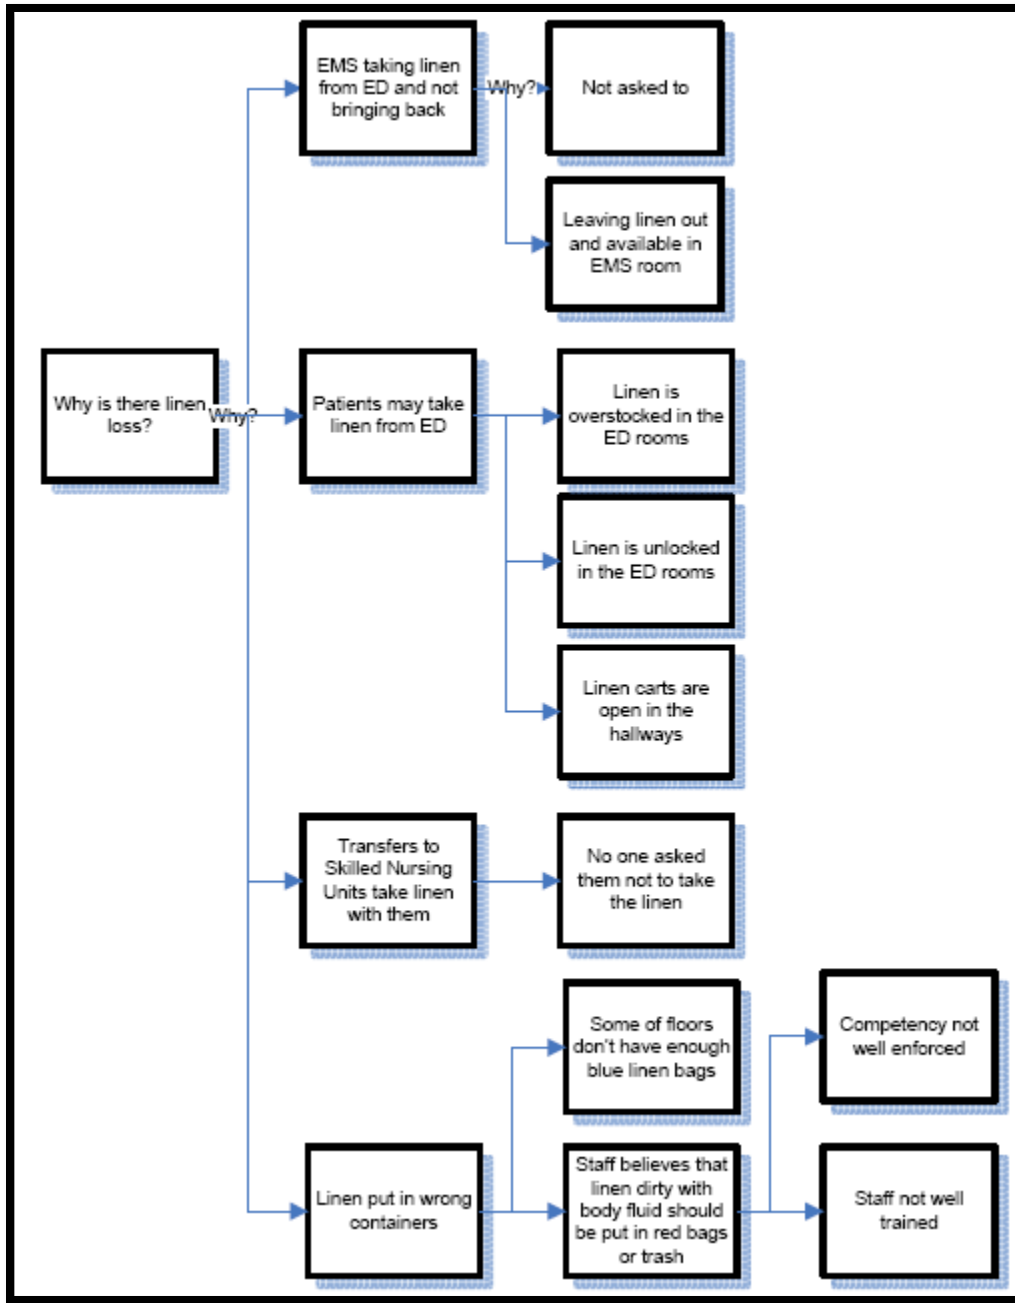 EMS taking linen
from ED and not
bringing back
Why?
Not asked to
Leaving linen out
and available in
EMS room
Why is there linen
loss?
Why?
Patients may take
linen from ED
Linen is
overstocked in the
ED rooms
Linen is unlocked
in the ED rooms
Linen carts are
open in the
hallways
Transfers to
Skilled Nursing
Units take linen
with them
No one asked
them not to take
the linen
Some of floors
don't have enough
blue linen bags
Competency not
well enforced
Linen put in wrong
containers
Staff believes that
linen dirty with
body fluid should
be put in red bags
or trash
Staff not well
trained